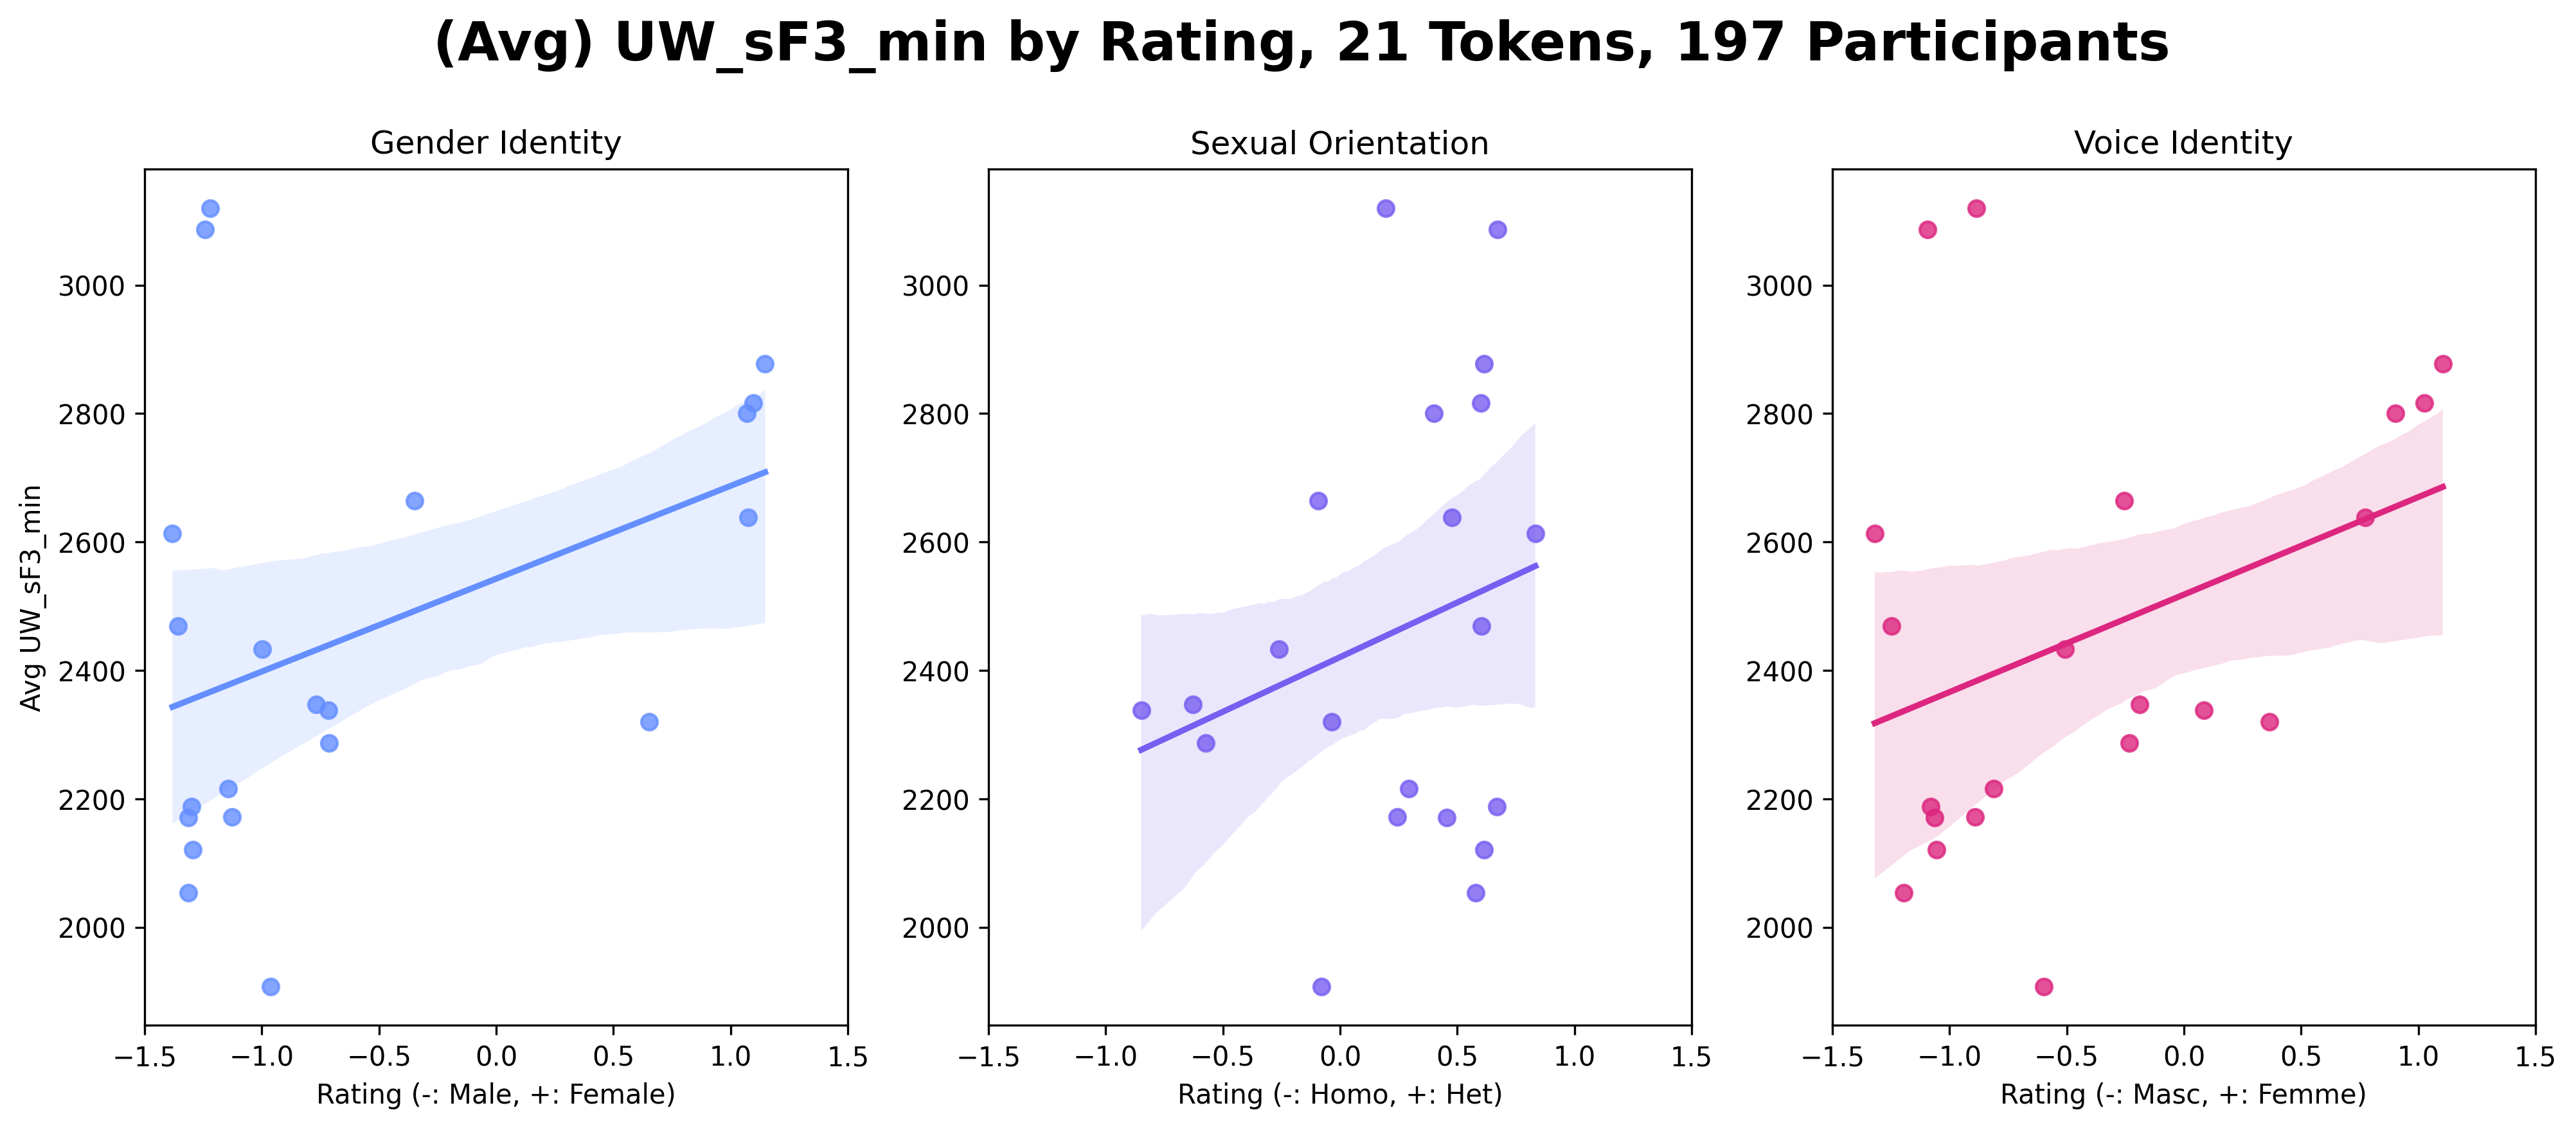 (Avg) UW_sF3_min by Rating, 21 Tokens, 197 Participants
Gender Identity
Sexual Orientation
Voice Identity
Avg UW_sF3_min
3000
2800
2600
2400
2200
2000
−1.5 −1.0 −0.5 0.0 0.5 1.0 1.5
Rating (-: Male, +: Female)
3000
2800
2600
2400
2200
2000
−1.5 −1.0 −0.5 0.0 0.5 1.0 1.5
Rating (-: Homo, +: Het)
3000
2800
2600
2400
2200
2000
−1.5 −1.0 −0.5 0.0 0.5 1.0 1.5
Rating (-: Masc, +: Femme)